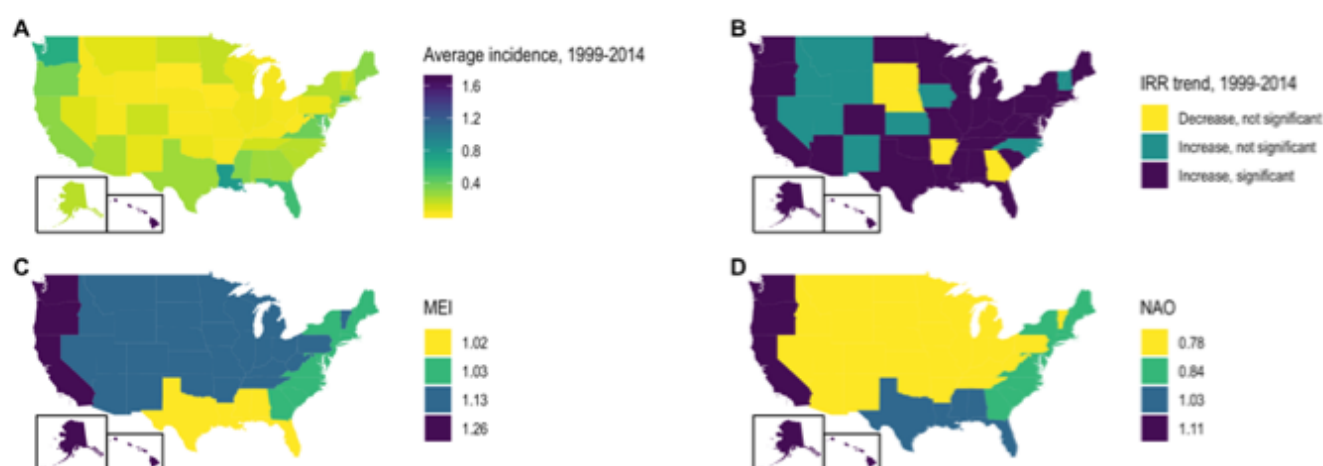 A
Average incidence, 1999-2014
1.6
1.2
0.8
0.4
B
IRR trend, 1999-2014
Decrease, not significant
Increase, not significant
Increase, significant
C
MEI
1.02
1.03
1.13
1.26
D
NAO
0.78
0.84
1.03
1.11